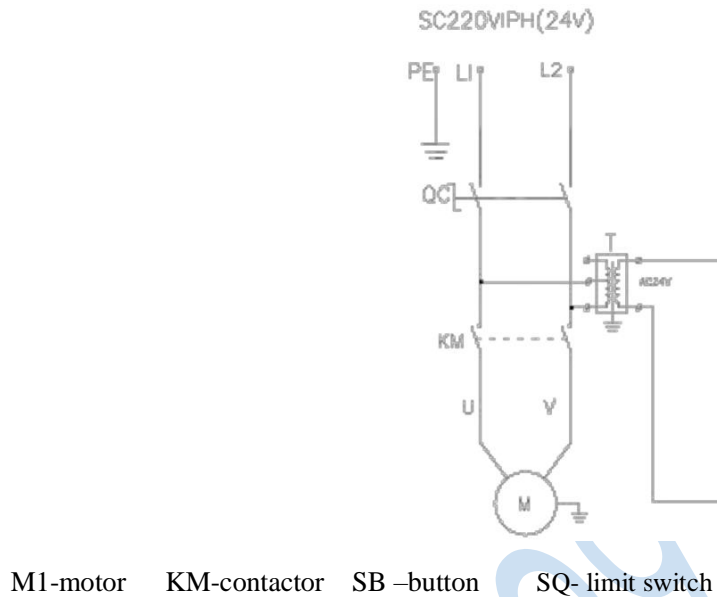 SC220VIPH(24V)
PE LI L2
QC
T
AC24V
KM
U V
M
M1-motor KM-contactor SB –button SQ- limit switch